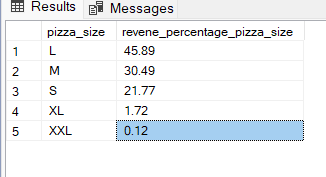 Results Messages
pizza_size revene_percentage_pizza_size
1 L 45.89
2 M 30.49
3 S 21.77
4 XL 1.72
5 XXL 0.12